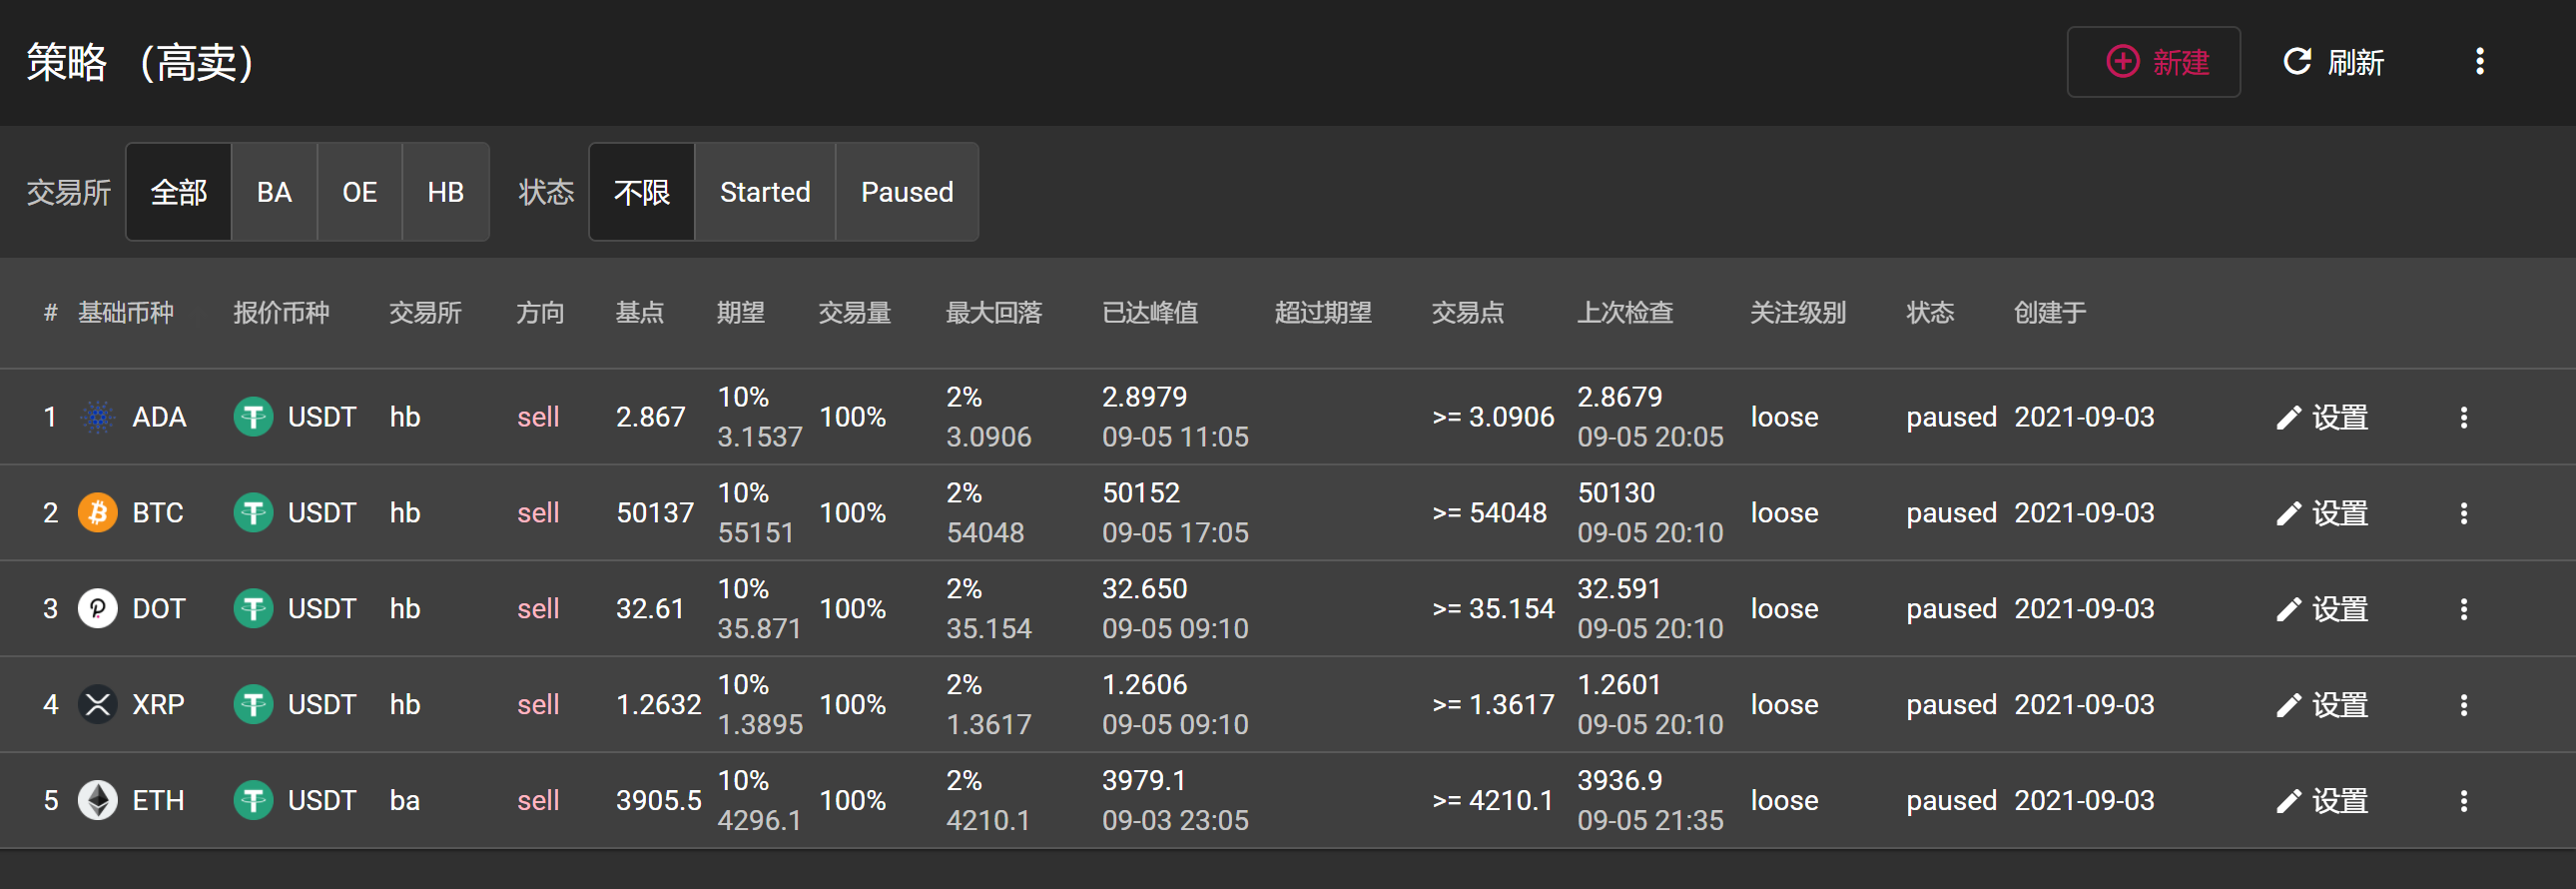 策略 （高卖）
新建 刷新
交易所 全部 BA OE HB 状态 不限 Started Paused
# 基础币种 报价币种 交易所 方向 基点 期望 交易量 最大回落 已达峰值 超过期望 交易点 上次检查 关注级别 状态 创建于
1 ADA USDT hb sell 2.867 10% 3.1537 100% 2% 3.0906 2.8979 09-05 11:05 >= 3.0906 2.8679 09-05 20:05 loose paused 2021-09-03 设置
2 BTC USDT hb sell 50137 10% 55151 100% 2% 54048 50152 09-05 17:05 >= 54048 50130 09-05 20:10 loose paused 2021-09-03 设置
3 DOT USDT hb sell 32.61 10% 35.871 100% 2% 35.154 32.650 09-05 09:10 >= 35.154 32.591 09-05 20:10 loose paused 2021-09-03 设置
4 XRP USDT hb sell 1.2632 10% 1.3895 100% 2% 1.3617 1.2606 09-05 09:10 >= 1.3617 1.2601 09-05 20:10 loose paused 2021-09-03 设置
5 ETH USDT ba sell 3905.5 10% 4296.1 100% 2% 4210.1 3979.1 09-03 23:05 >= 4210.1 3936.9 09-05 21:35 loose paused 2021-09-03 设置